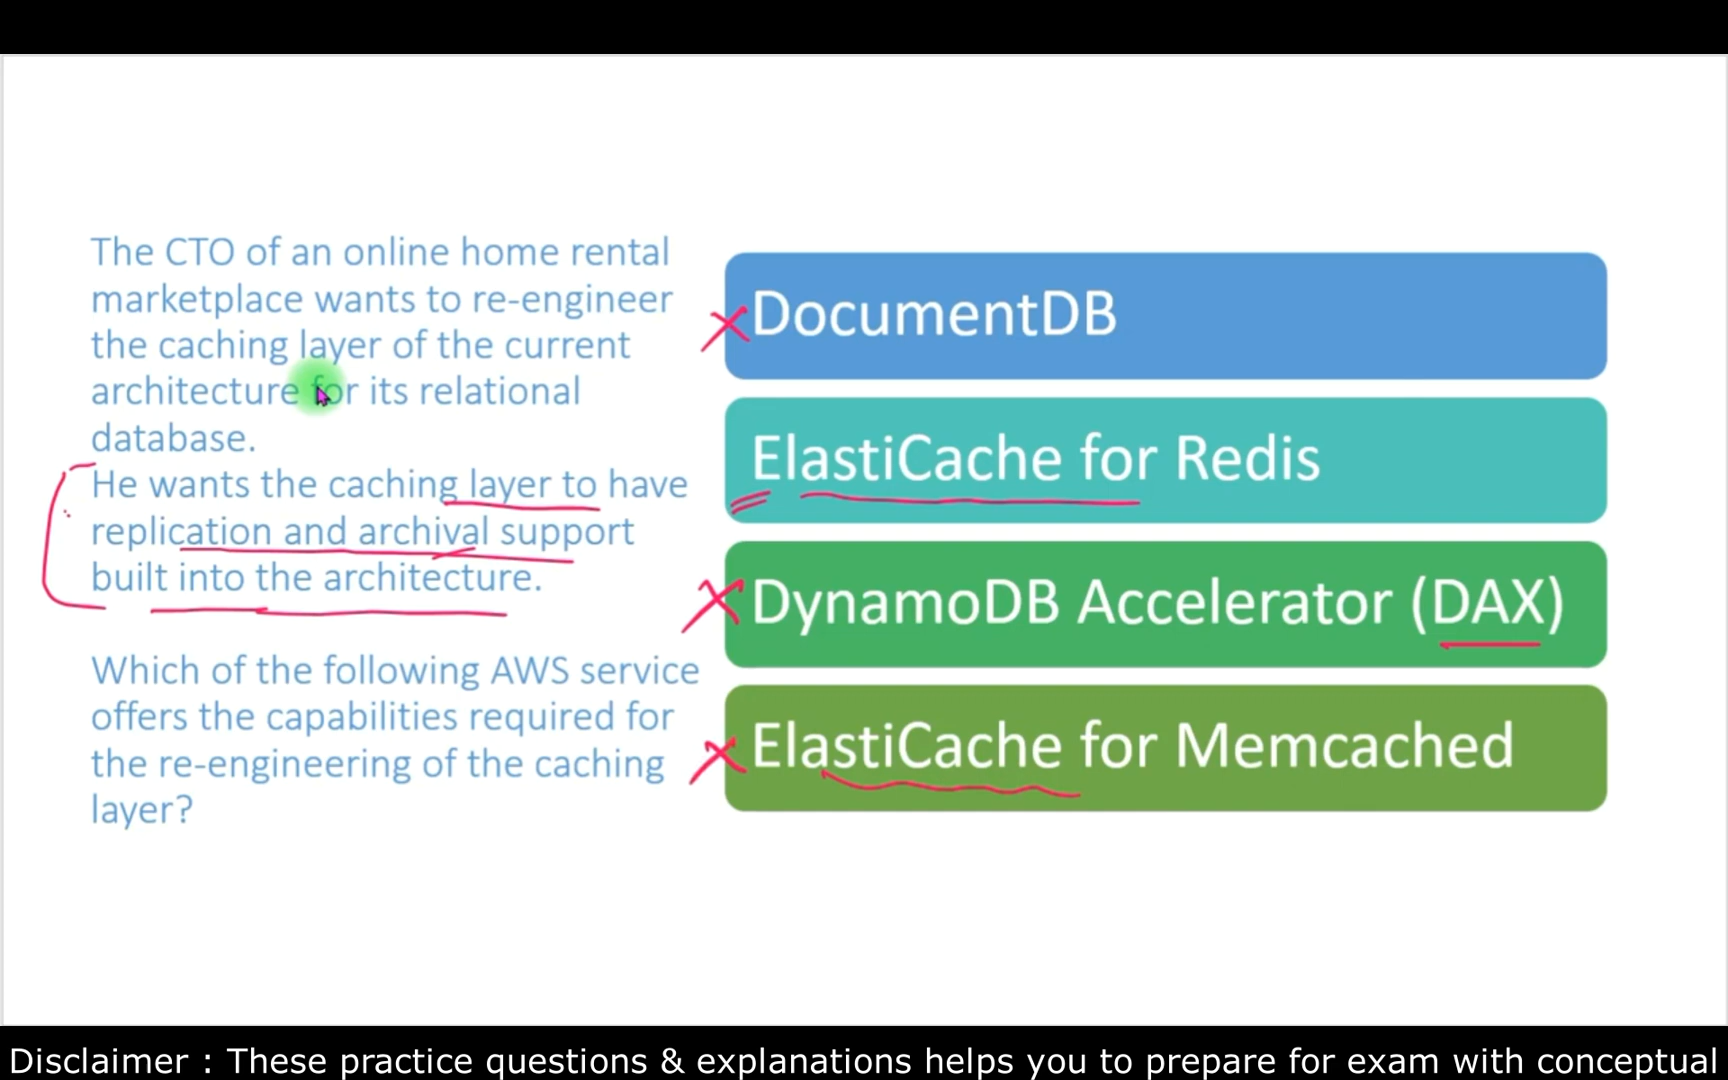 The CTO of an online home rental
marketplace wants to re-engineer
the caching layer of the current
architecture for its relational
database.
He wants the caching layer to have
replication and archival support
built into the architecture.
Which of the following AWS service
offers the capabilities required for
the re-engineering of the caching
layer?
DocumentDB
ElastiCache for Redis
DynamoDB Accelerator (DAX)
ElastiCache for Memcached
Disclaimer : These practice questions & explanations helps you to prepare for exam with conceptual